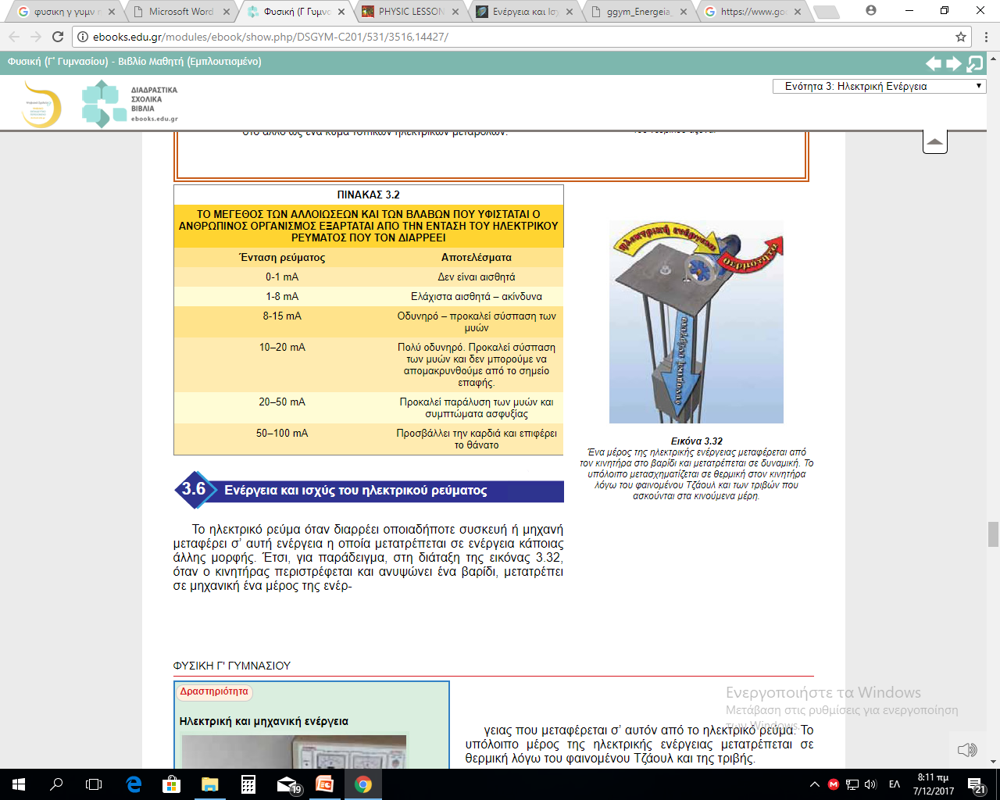 φυσικη γ γυμν
Microsoft Word
Φυσική (Γ Γυμνα
PHYSIC LESSON
Ενέργεια και Ισχ
ggym_Energeia_
https://www.go
ebooks.edu.gr/modules/ebook/show.php/DSGYM-C201/531/3516,14427/
Φυσική (Γ' Γυμνασίου) - Βιβλίο Μαθητή (Εμπλουτισμένο)
ΔΙΑΔΡΑΣΤΙΚΑ
ΣΧΟΛΙΚΑ
ΒΙΒΛΙΑ
ebooks.edu.gr
Ενότητα 3: Ηλεκτρική Ενέργεια
στο άλλο ως ένα κύμα τοπικών ηλεκτρικών μεταβολών.
ΠΙΝΑΚΑΣ 3.2
ΤΟ ΜΕΓΕΘΟΣ ΤΩΝ ΑΛΛΟΙΩΣΕΩΝ ΚΑΙ ΤΩΝ ΒΛΑΒΩΝ ΠΟΥ ΥΦΙΣΤΑΤΑΙ Ο
ΑΝΘΡΩΠΙΝΟΣ ΟΡΓΑΝΙΣΜΟΣ ΕΞΑΡΤΑΤΑΙ ΑΠΟ ΤΗΝ ΕΝΤΑΣΗ ΤΟΥ ΗΛΕΚΤΡΙΚΟΥ
ΡΕΥΜΑΤΟΣ ΠΟΥ ΤΟΝ ΔΙΑΡΡΕΕΙ
Ένταση ρεύματος Αποτελέσματα
0-1 mA Δεν είναι αισθητά
1-8 mA Ελάχιστα αισθητά – ακίνδυνα
8-15 mA Οδυνηρό – προκαλεί σύσπαση των
μυών
10–20 mA Πολύ οδυνηρό. Προκαλεί σύσπαση
των μυών και δεν μπορούμε να
απομακρυνθούμε από το σημείο
επαφής.
20–50 mA Προκαλεί παράλυση των μυών και
συμπτώματα ασφυξίας
50–100 mA Προσβάλλει την καρδιά και επιφέρει
το θάνατο
ηλεκτρική ενέργεια
Εικόνα 3.32
Ένα μέρος της ηλεκτρικής ενέργειας μεταφέρεται από
τον κινητήρα στο βαρίδι και μετατρέπεται σε δυναμική. Το
υπόλοιπο μετασχηματίζεται σε θερμική στον κινητήρα
λόγω του φαινομένου Τζάουλ και των τριβών που
ασκούνται στα κινούμενα μέρη.
3.6 Ενέργεια και ισχύς του ηλεκτρικού ρεύματος
Το ηλεκτρικό ρεύμα όταν διαρρέει οποιαδήποτε συσκευή ή μηχανή
μεταφέρει σ' αυτή ενέργεια η οποία μετατρέπεται σε ενέργεια κάποιας
άλλης μορφής. Έτσι, για παράδειγμα, στη διάταξη της εικόνας 3.32,
όταν ο κινητήρας περιστρέφεται και ανυψώνει ένα βαρίδι, μετατρέπει
σε μηχανική ένα μέρος της ενέρ-
ΦΥΣΙΚΗ Γ' ΓΥΜΝΑΣΙΟΥ
Δραστηριότητα
Ηλεκτρική και μηχανική ενέργεια
γειας που μεταφέρεται σ' αυτόν από το ηλεκτρικό ρεύμα. Το
υπόλοιπο μέρος της ηλεκτρικής ενέργειας μετατρέπεται σε
θερμική λόγω του φαινομένου Τζάουλ και της τριβής.
Ενεργοποιήστε τα Windows
Μετάβαση στις ρυθμίσεις για ενεργοποίηση
των Windows.
19
ΕΛ
8:11 πμ
7/12/2017
21